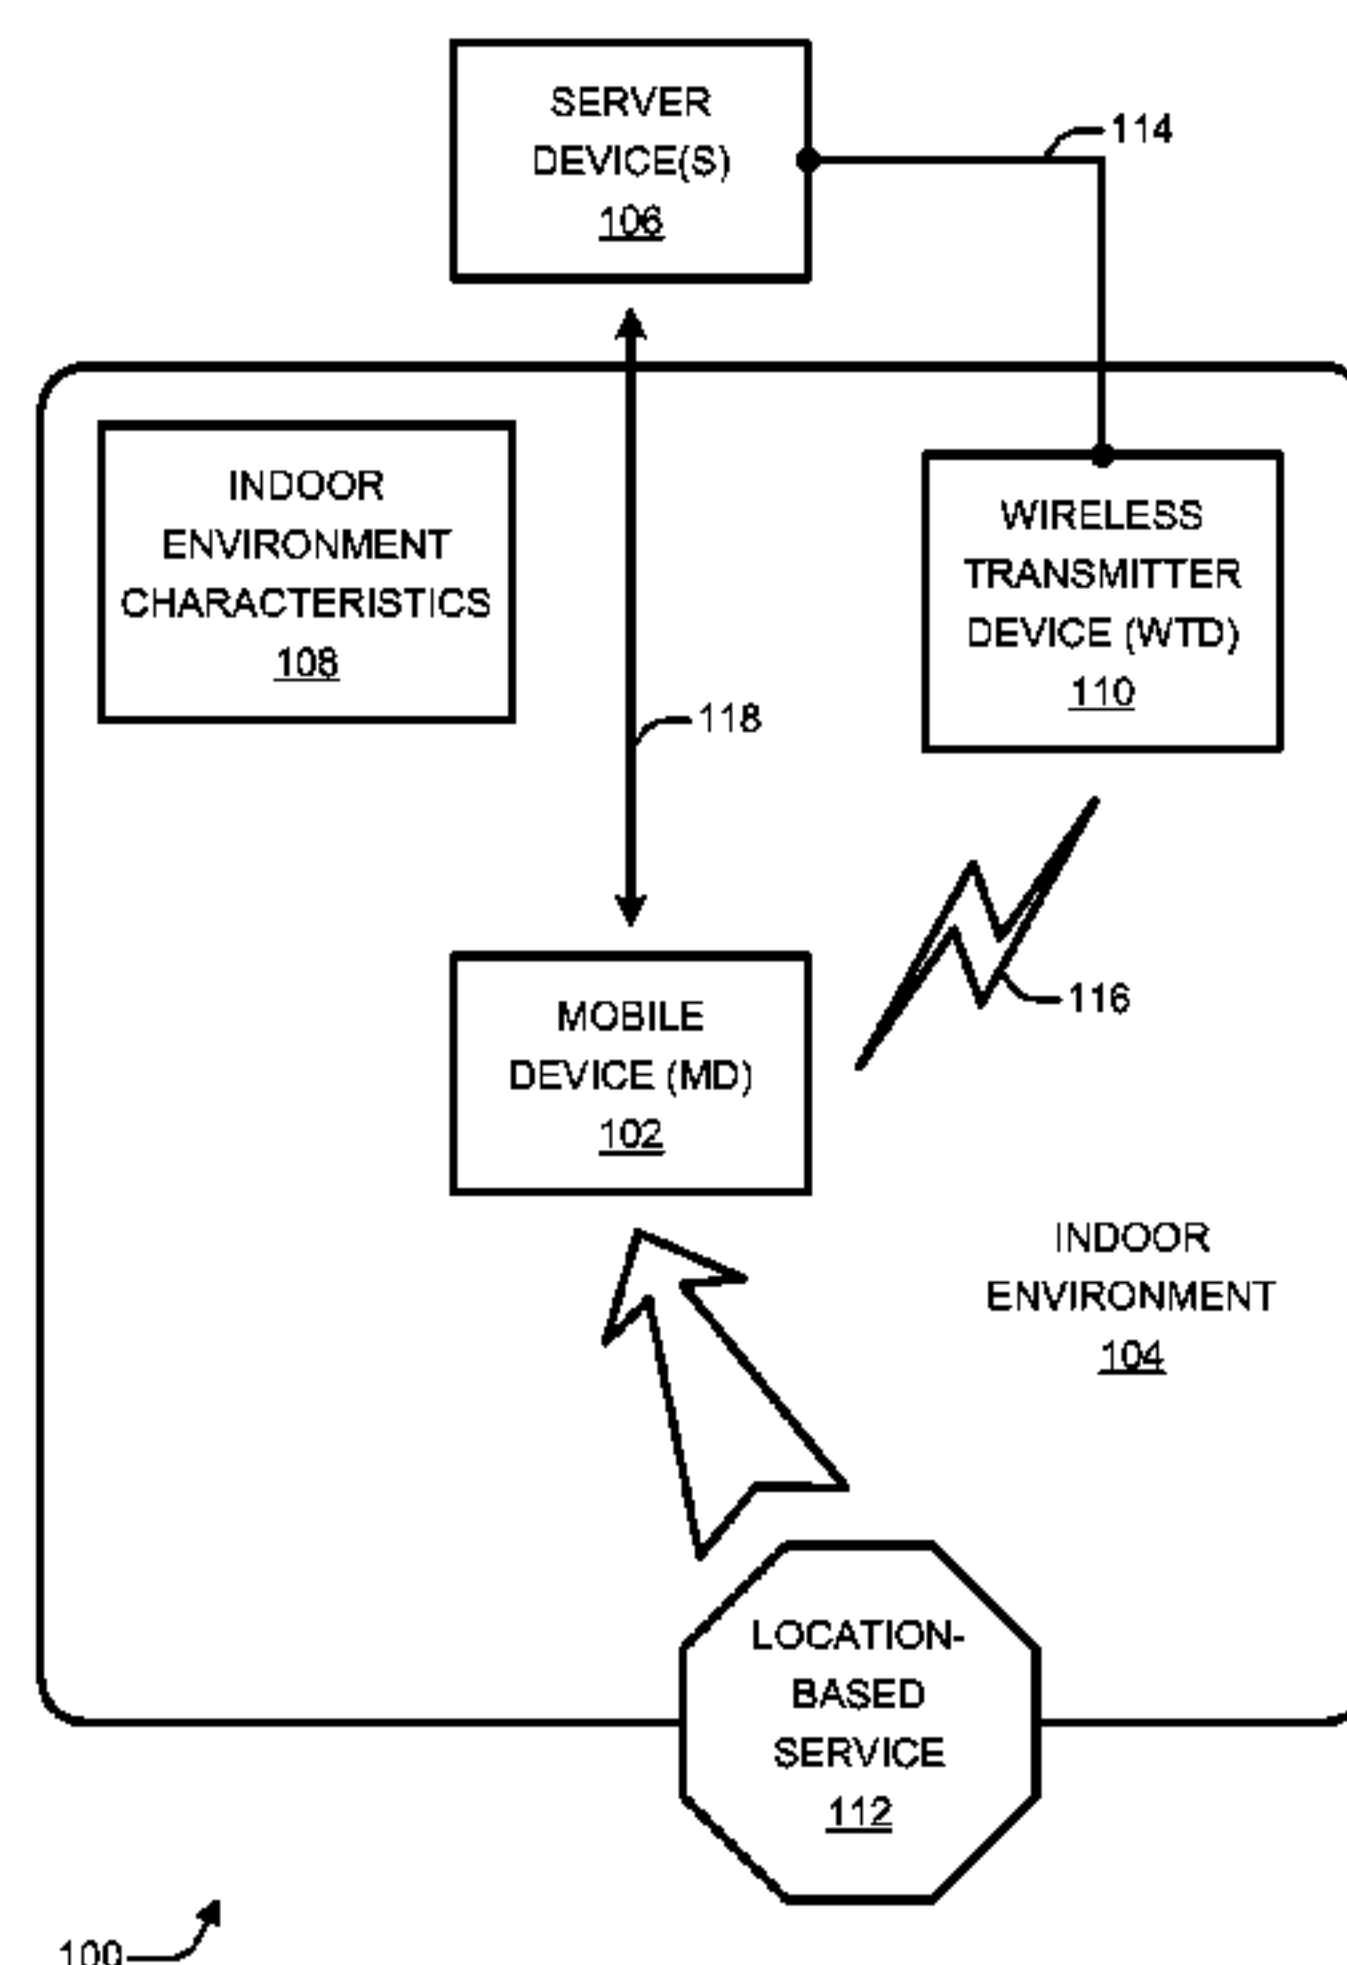 SERVER
DEVICE(S)
106
114
INDOOR
ENVIRONMENT
CHARACTERISTICS
108
WIRELESS
TRANSMITTER
DEVICE (WTD)
110
118
116
MOBILE
DEVICE (MD)
102
INDOOR
ENVIRONMENT
104
LOCATION-
BASED
SERVICE
112
100